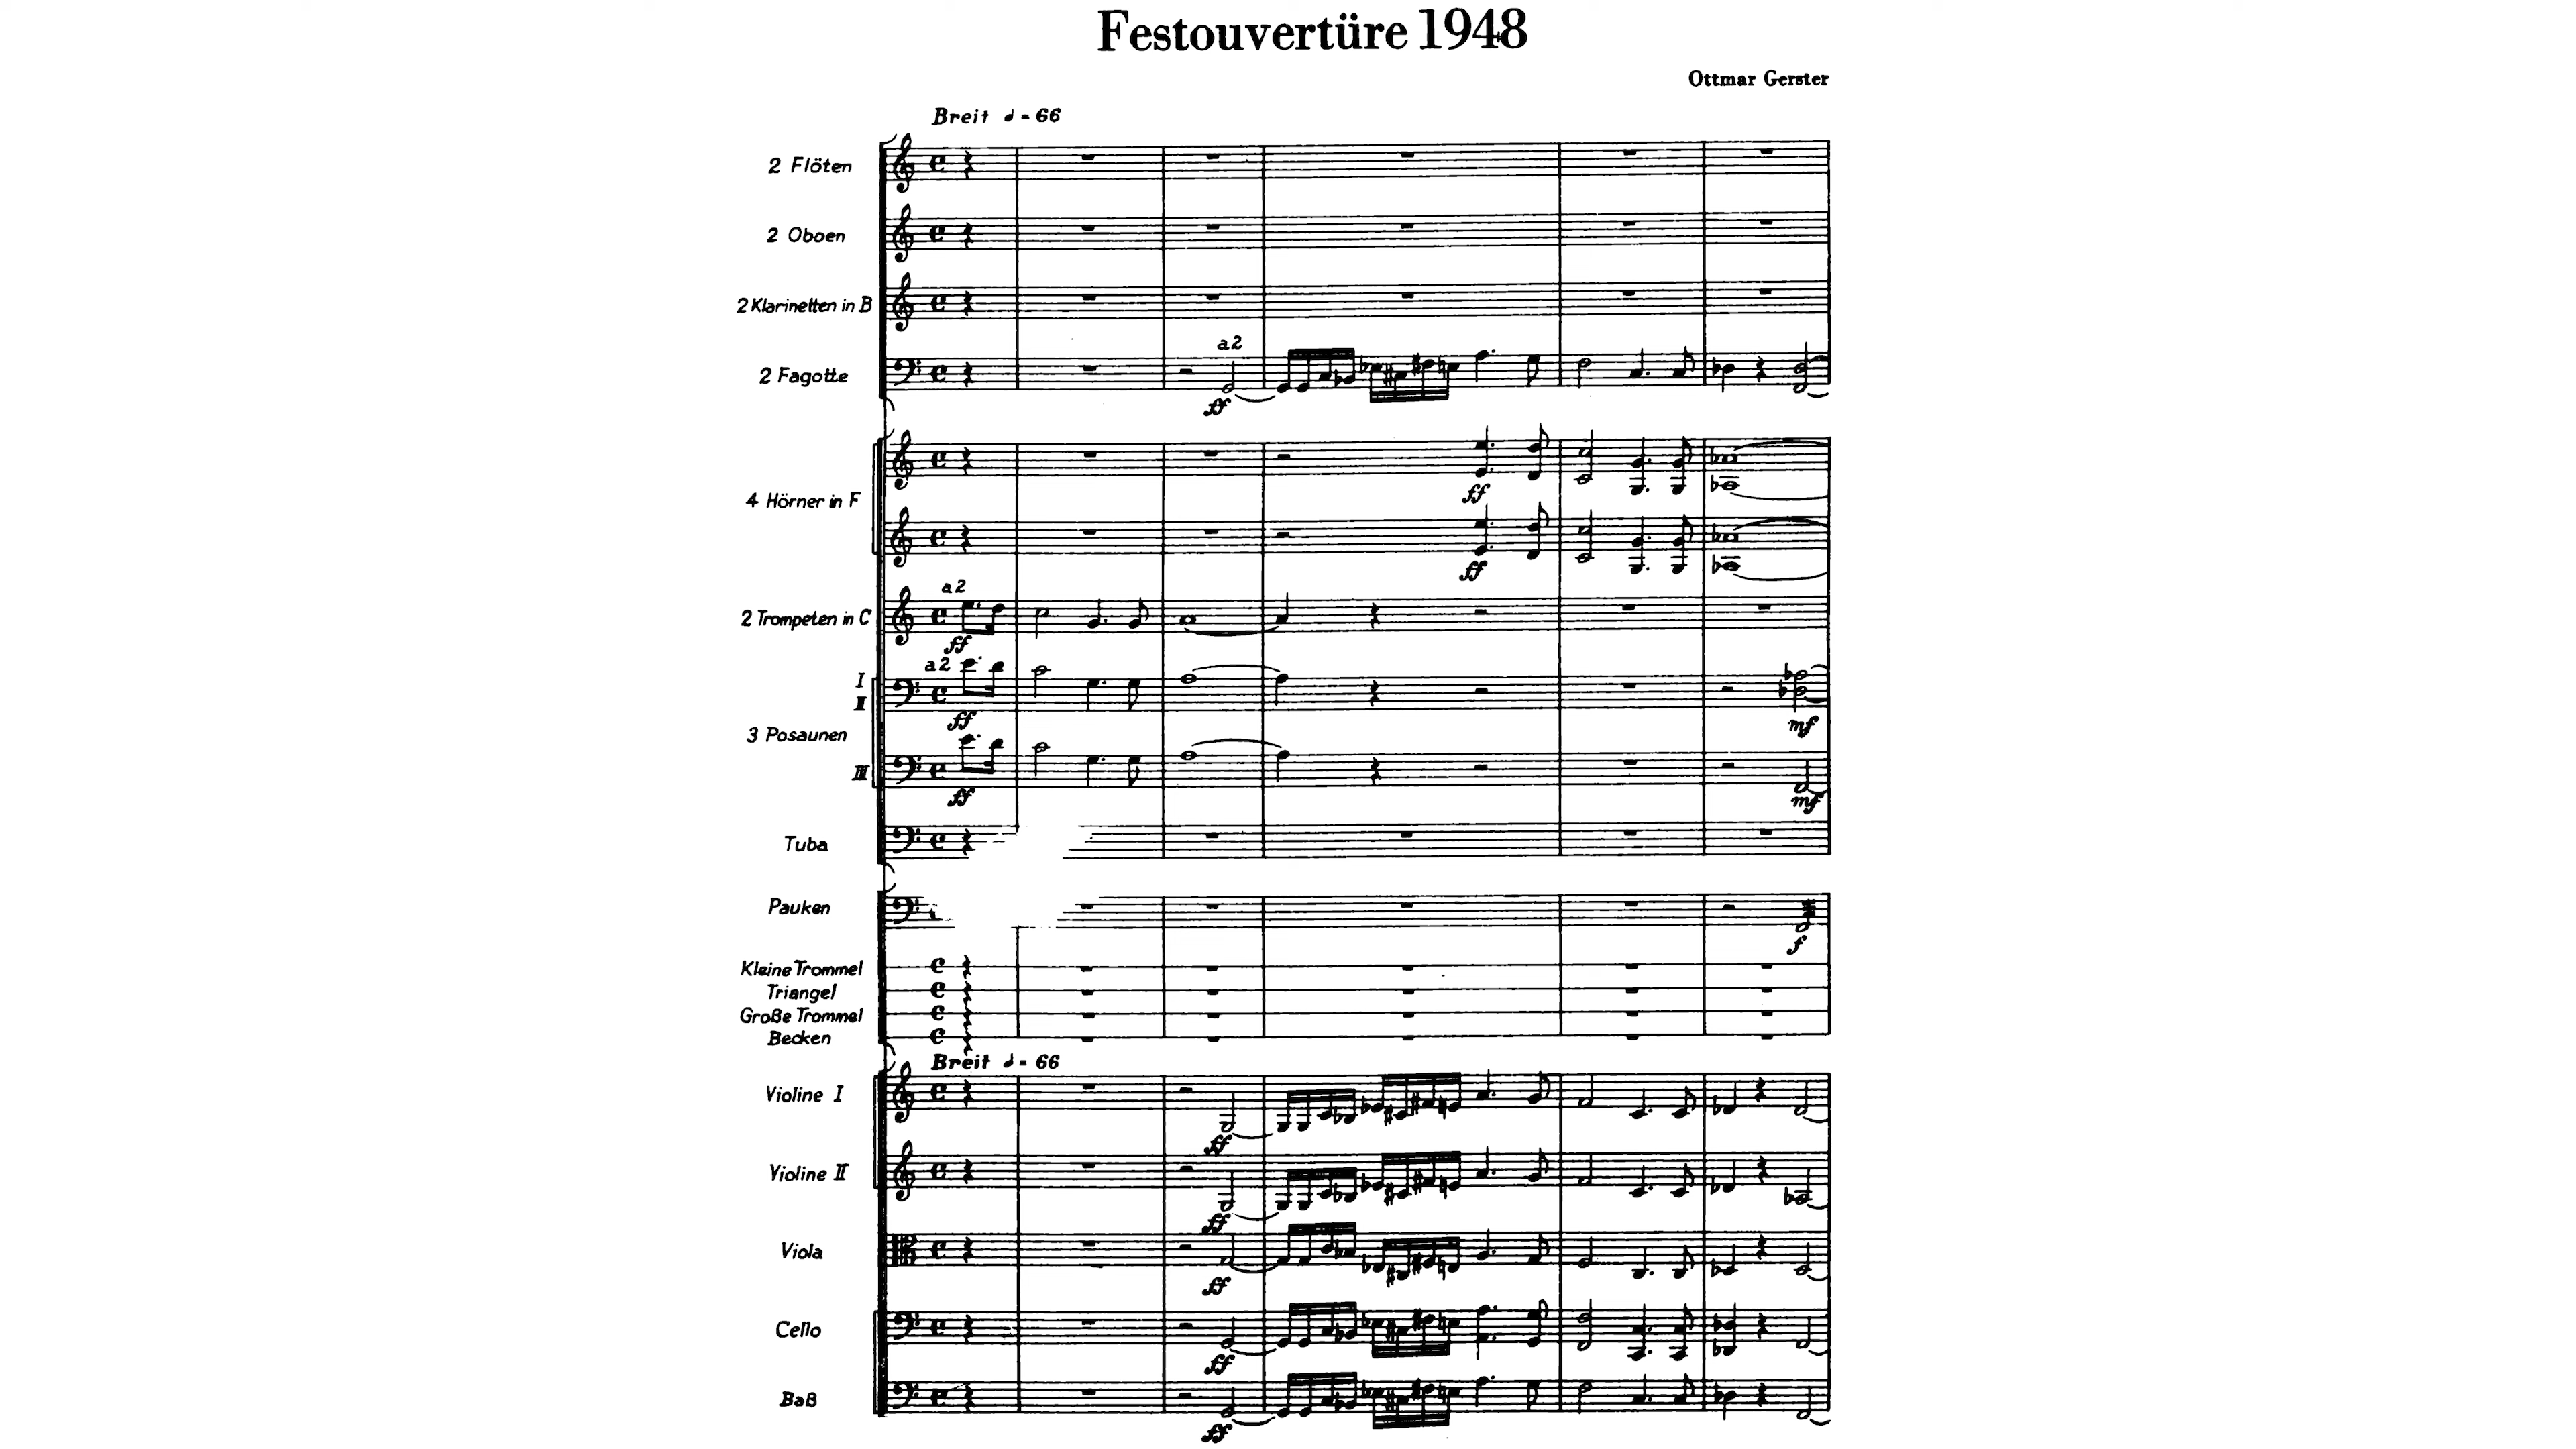 Festouvertüre 1948
Ottmar Gerster
Breit ♩ = 66
2 Flöten
2 Oboen
2 Klarinetten in B
a 2
2 Fagotte
ff
4 Hörner in F
ff
ff
a 2
2 Trompeten in C
ff
a 2
I
II
ff
mf
3 Posaunen
III
ff
mf
Tuba
Pauken
f
Kleine Trommel
Triangel
Große Trommel
Becken
Breit ♩ = 66
Violine I
ff
Violine II
ff
Viola
ff
Cello
ff
Baß
ff